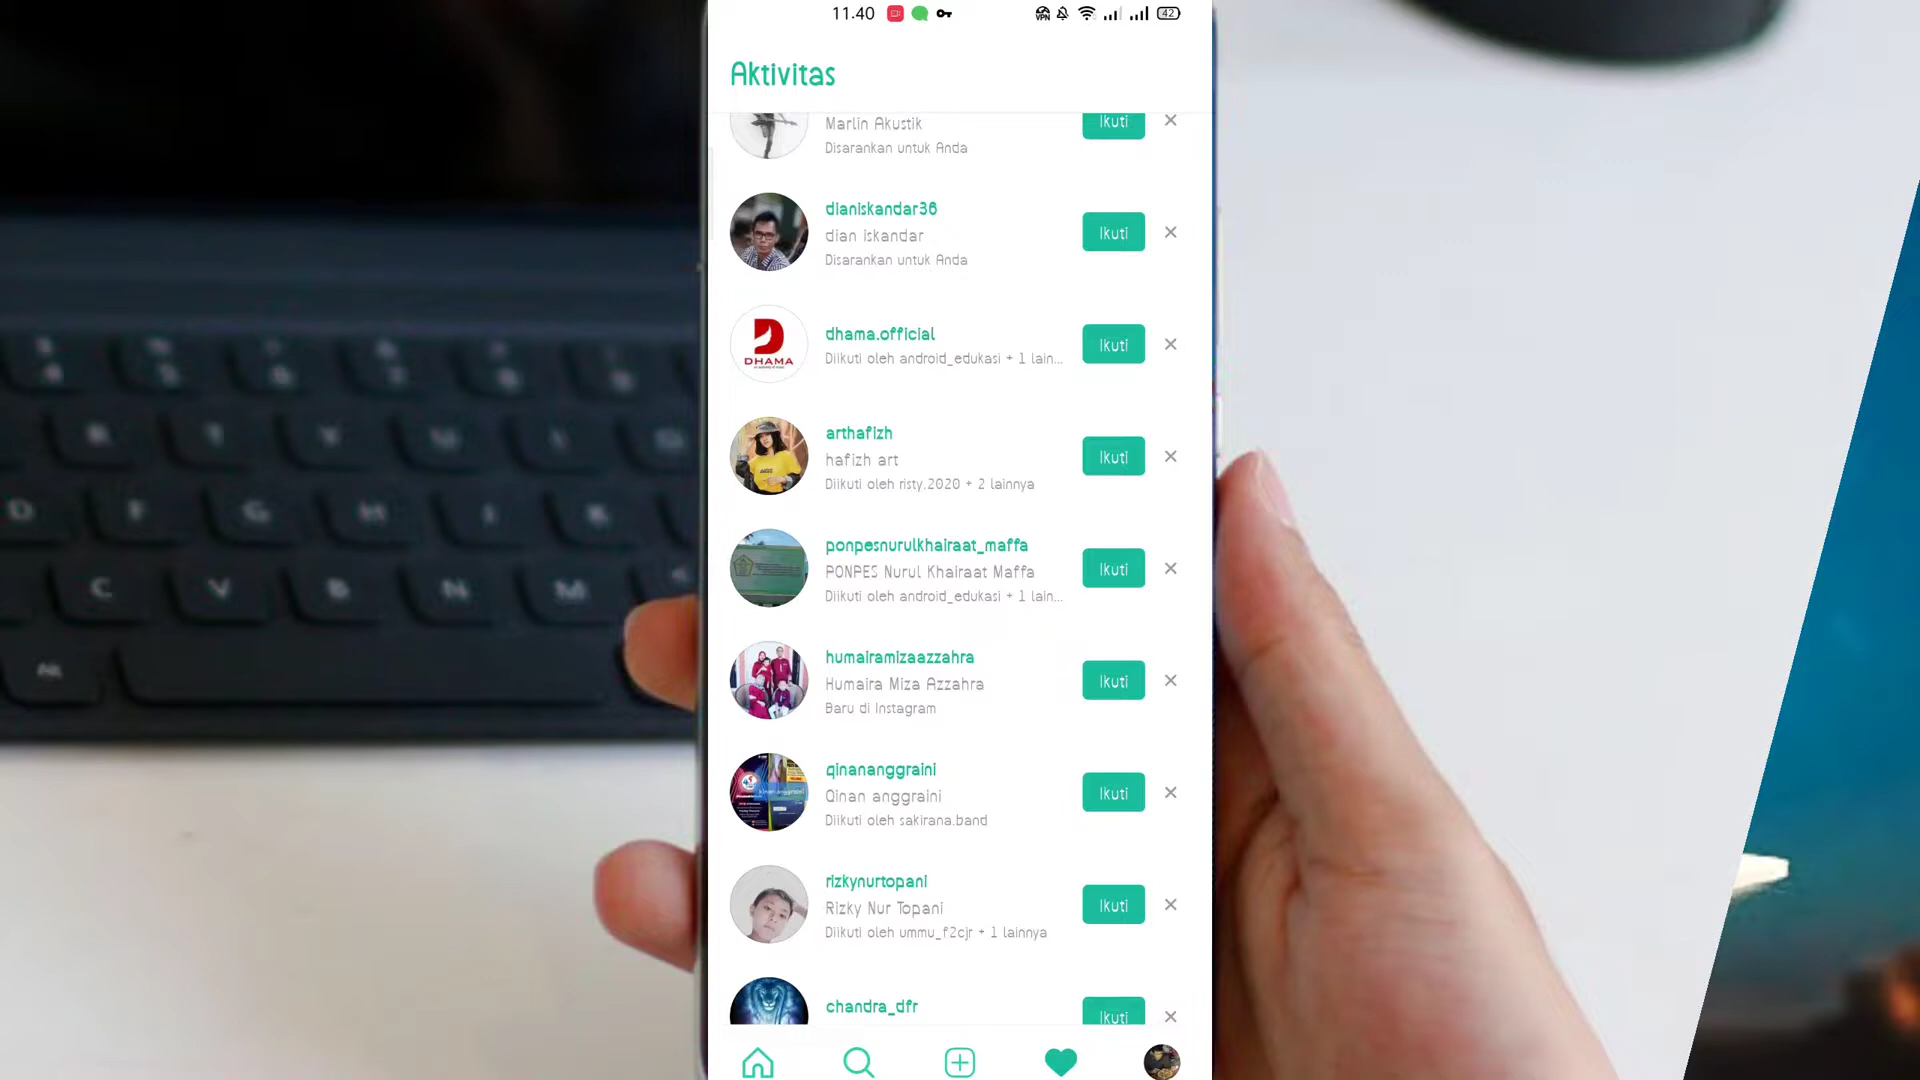 11.40
VPN
42
Aktivitas
Marlin Akustik
Disarankan untuk Anda
Ikuti
dianiskandar36
dian iskandar
Disarankan untuk Anda
Ikuti
DHAMA
dhama.official
Diikuti oleh android_edukasi + 1 lain...
Ikuti
arthafizh
hafizh art
Diikuti oleh risty.2020 + 2 lainnya
Ikuti
ponpesnurulkhairaat_maffa
PONPES Nurul Khairaat Maffa
Diikuti oleh android_edukasi + 1 lain...
Ikuti
humairamizaazzahra
Humaira Miza Azzahra
Baru di Instagram
Ikuti
qinananggraini
Qinan anggraini
Diikuti oleh sakirana.band
Ikuti
rizkynurtopani
Rizky Nur Topani
Diikuti oleh ummu_f2cjr + 1 lainnya
Ikuti
chandra_dfr
Ikuti
R T Y U I
D F G H J K
C V B N M